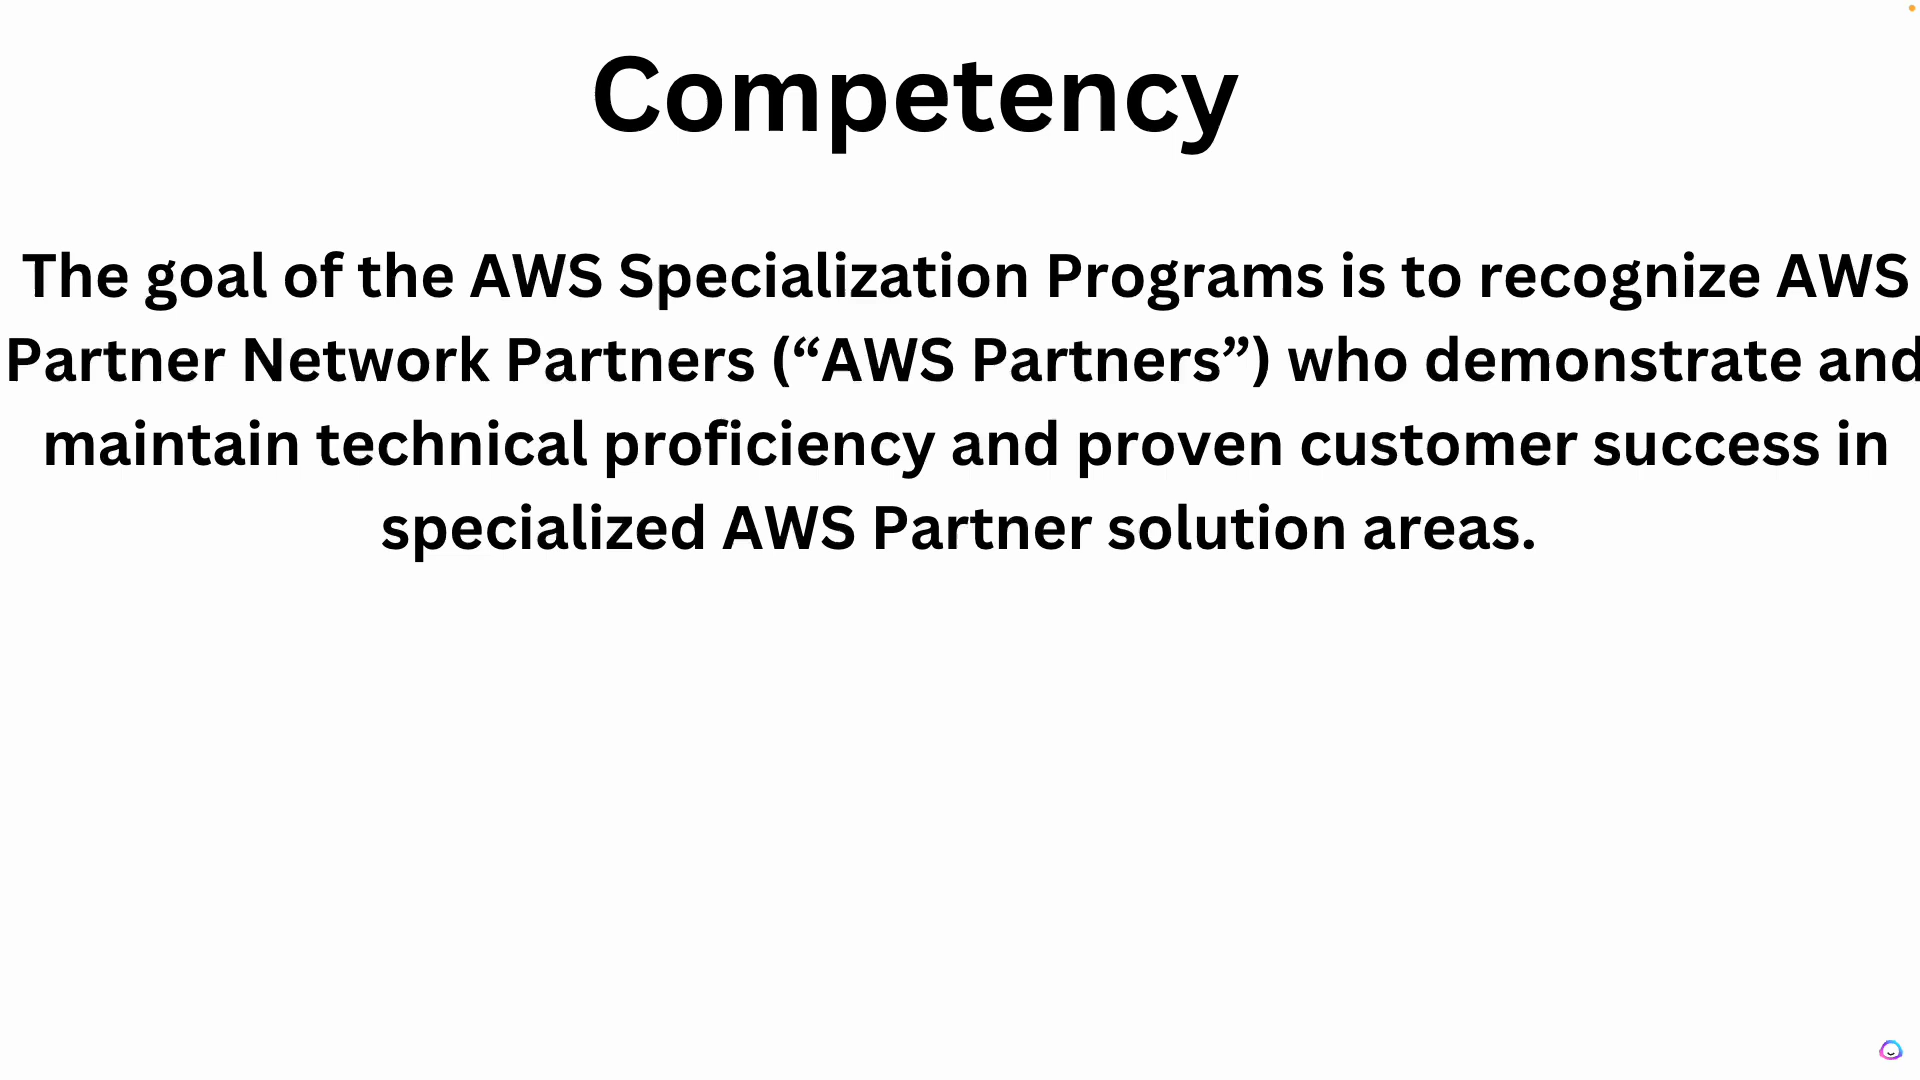 Competency
The goal of the AWS Specialization Programs is to recognize AWS
Partner Network Partners (“AWS Partners”) who demonstrate and
maintain technical proficiency and proven customer success in
specialized AWS Partner solution areas.